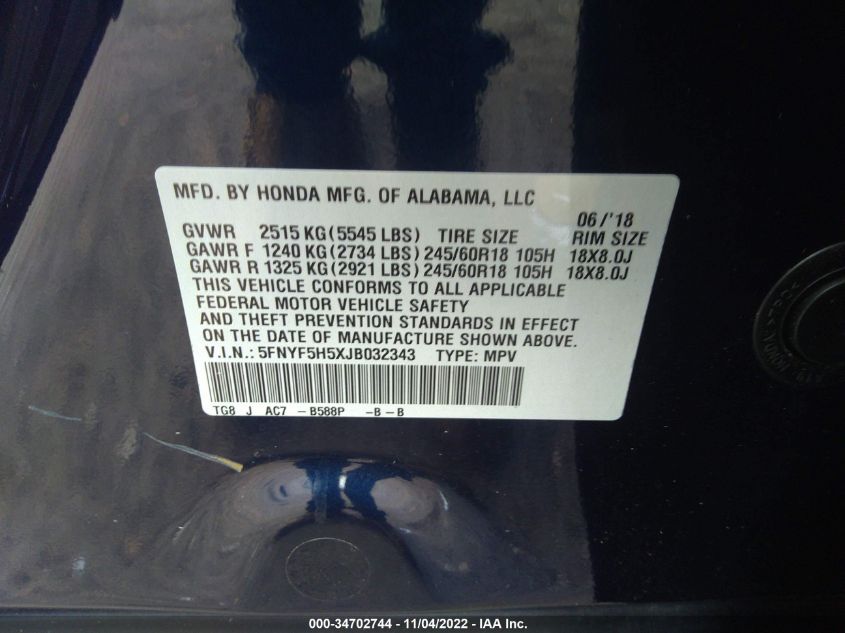 MFD. BY HONDA MFG. OF ALABAMA, LLC
06/'18
GVWR 2515 KG(5545 LBS) TIRE SIZE RIM SIZE
GAWR F 1240 KG(2734 LBS)245/60R18 105H 18X8.0J
GAWR R 1325 KG(2921 LBS)245/60R18 105H 18X8.0J
THIS VEHICLE CONFORMS TO ALL APPLICABLE
FEDERAL MOTOR VEHICLE SAFETY
AND THEFT PREVENTION STANDARDS IN EFFECT
ON THE DATE OF MANUFACTURE SHOWN ABOVE.
V.I.N.: 5FNYF5H5XJB032343 TYPE: MPV
TG8 J AC7 -B588P -B-B
000-34702744 - 11/04/2022 - IAA Inc.